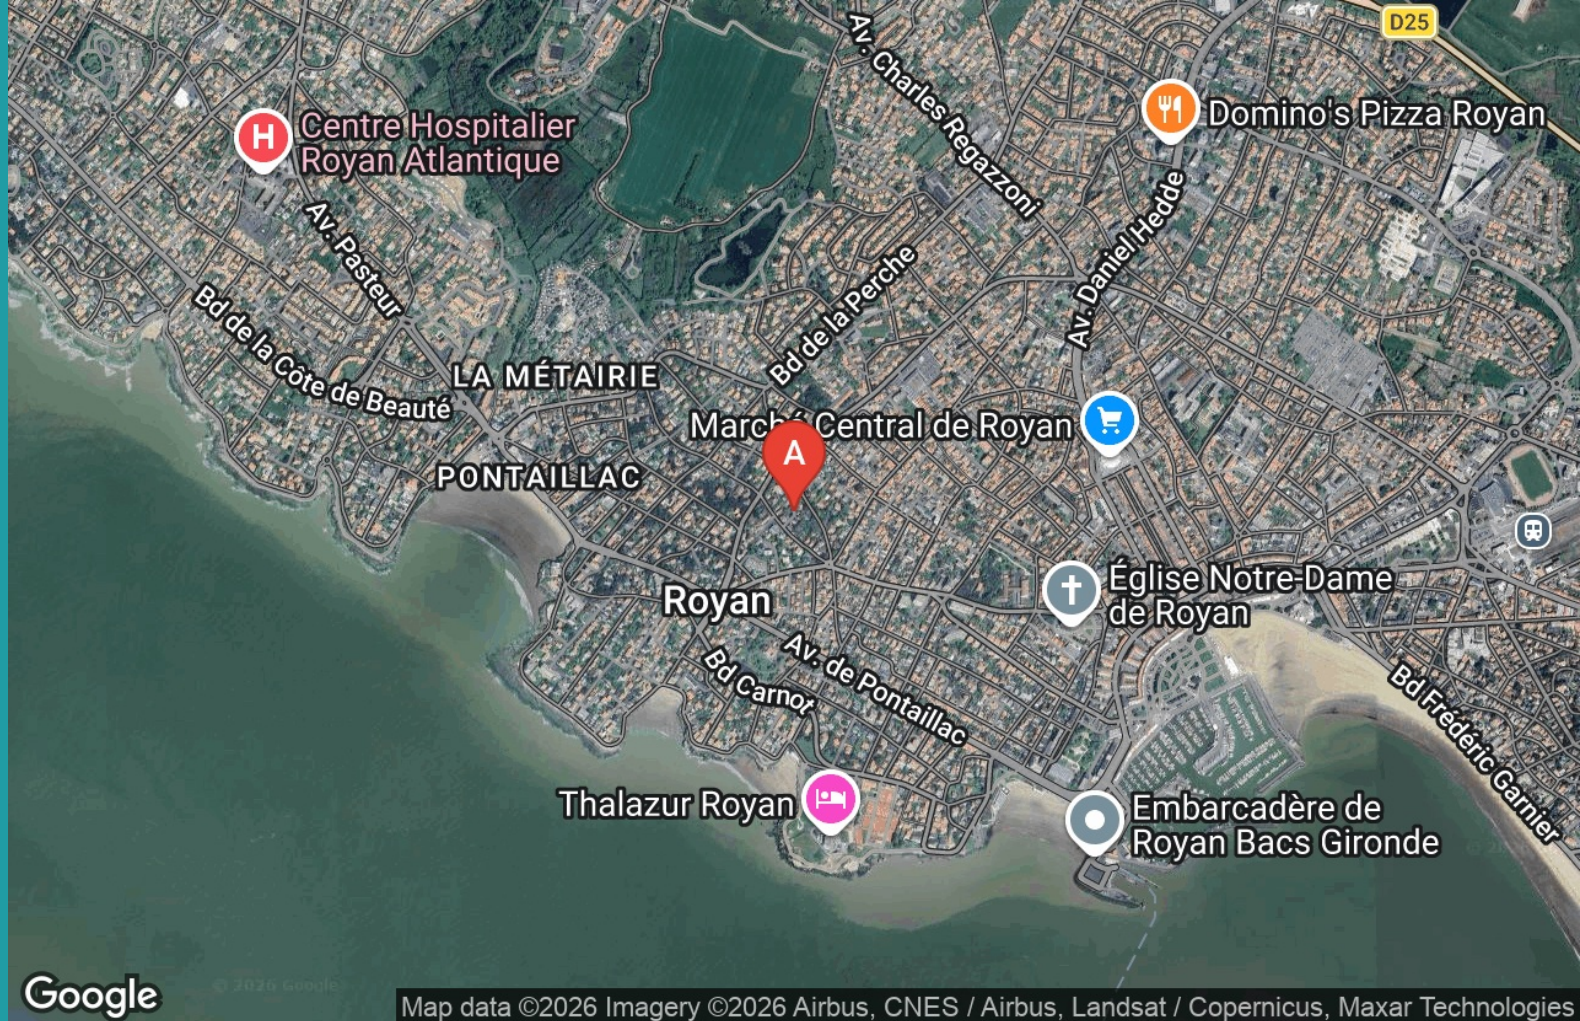 D25
Av. Charles Regazzoni
Domino's Pizza Royan
H
Centre Hospitalier
Royan Atlantique
Av. Pasteur
Av. Daniel Hedde
Bd de la Perche
Bd de la Côte de Beauté
LA MÉTAIRIE
Marché Central de Royan
A
PONTAILLAC
Royan
Église Notre-Dame
de Royan
Av. de Pontaillac
Bd Carnot
Bd Frédéric Garnier
Thalazur Royan
Embarcadère de
Royan Bacs Gironde
Google
© 2026 Google
Map data ©2026 Imagery ©2026 Airbus, CNES / Airbus, Landsat / Copernicus, Maxar Technologies